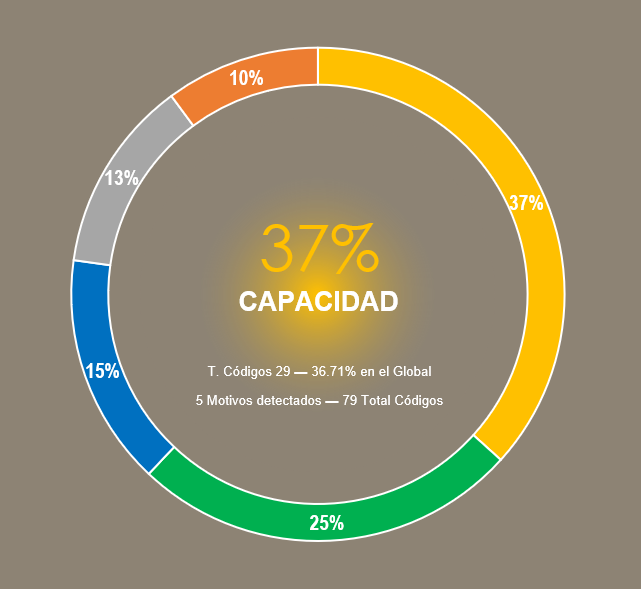 10%
37%
13%
37%
CAPACIDAD
15%
T. Códigos 29 — 36.71% en el Global
5 Motivos detectados — 79 Total Códigos
25%